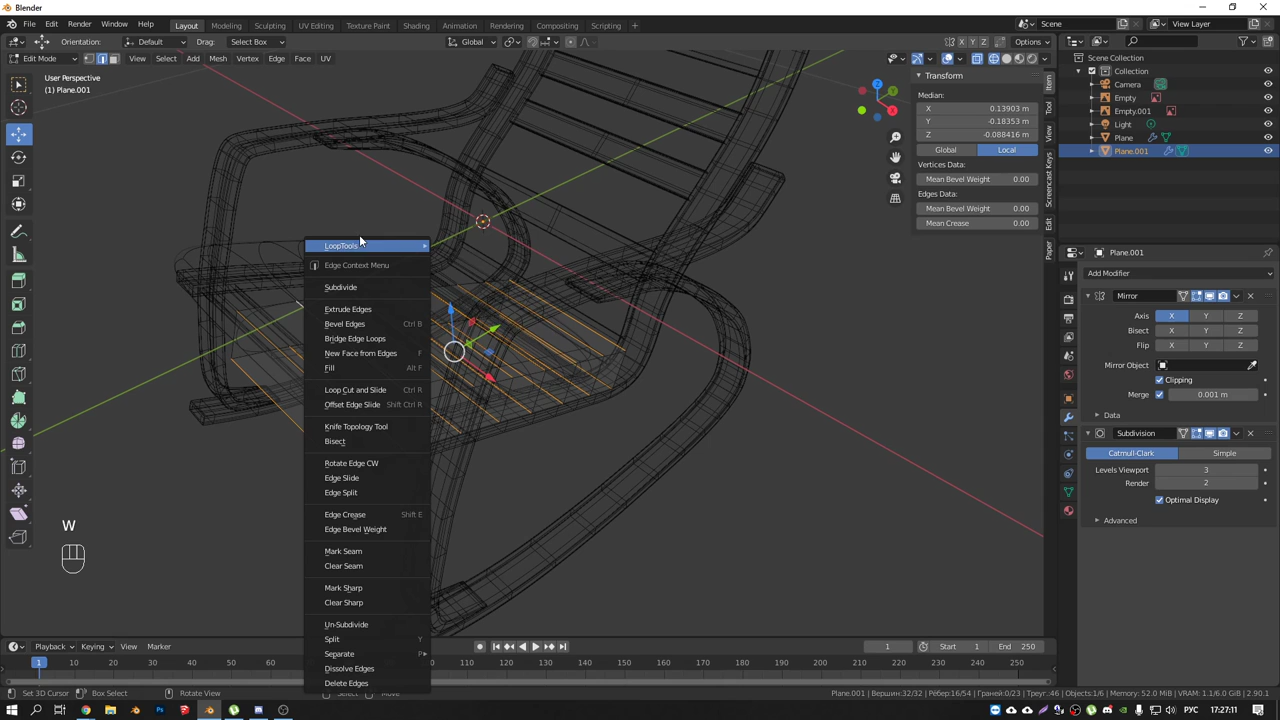 Blender
File Edit Render Window Help Layout Modeling Sculpting UV Editing Texture Paint Shading Animation Rendering Compositing Scripting + Scene View Layer
Orientation: Default Drag: Select Box Global X Y Z Options
Edit Mode View Select Add Mesh Vertex Edge Face UV
User Perspective
(1) Plane.001
Transform
Median:
X 0.13903 m
Y -0.18353 m
Z -0.088416 m
Global Local
Vertices Data:
Mean Bevel Weight 0.00
Edges Data:
Mean Bevel Weight 0.00
Mean Crease 0.00
Item
Tool
View
Screencast Keys
Edit
Paper
Z
Y
X
Scene Collection
Collection
Camera
Empty
Empty.001
Light
Plane
Plane.001
Plane.001
Add Modifier
Mirror
Axis X Y Z
Bisect X Y Z
Flip X Y Z
Mirror Object
Clipping
Merge 0.001 m
Data
Subdivision
Catmull-Clark Simple
Levels Viewport 3
Render 2
Optimal Display
Advanced
LoopTools
Edge Context Menu
Subdivide
Extrude Edges
Bevel Edges Ctrl B
Bridge Edge Loops
New Face from Edges F
Fill Alt F
Loop Cut and Slide Ctrl R
Offset Edge Slide Shift Ctrl R
Knife Topology Tool
Bisect
Rotate Edge CW
Edge Slide
Edge Split
Edge Crease Shift E
Edge Bevel Weight
Mark Seam
Clear Seam
Mark Sharp
Clear Sharp
Un-Subdivide
Split Y
Separate P
Dissolve Edges
Delete Edges
W
Playback Keying View Marker 1 Start 1 End 250
1 10 20 30 40 50 60 100 110 120 130 140 150 160 170 180 190 200 210 220 230 240 250
Set 3D Cursor Box Select Rotate View Select Move Plane.001 | Вершин:32/32 | Рёбер:16/54 | Граней:0/23 | Треуг.:46 | Objects:1/6 | Memory: 52.0 MiB | VRAM: 1.1/6.0 GiB | 2.90.1
РУС 17:27:11